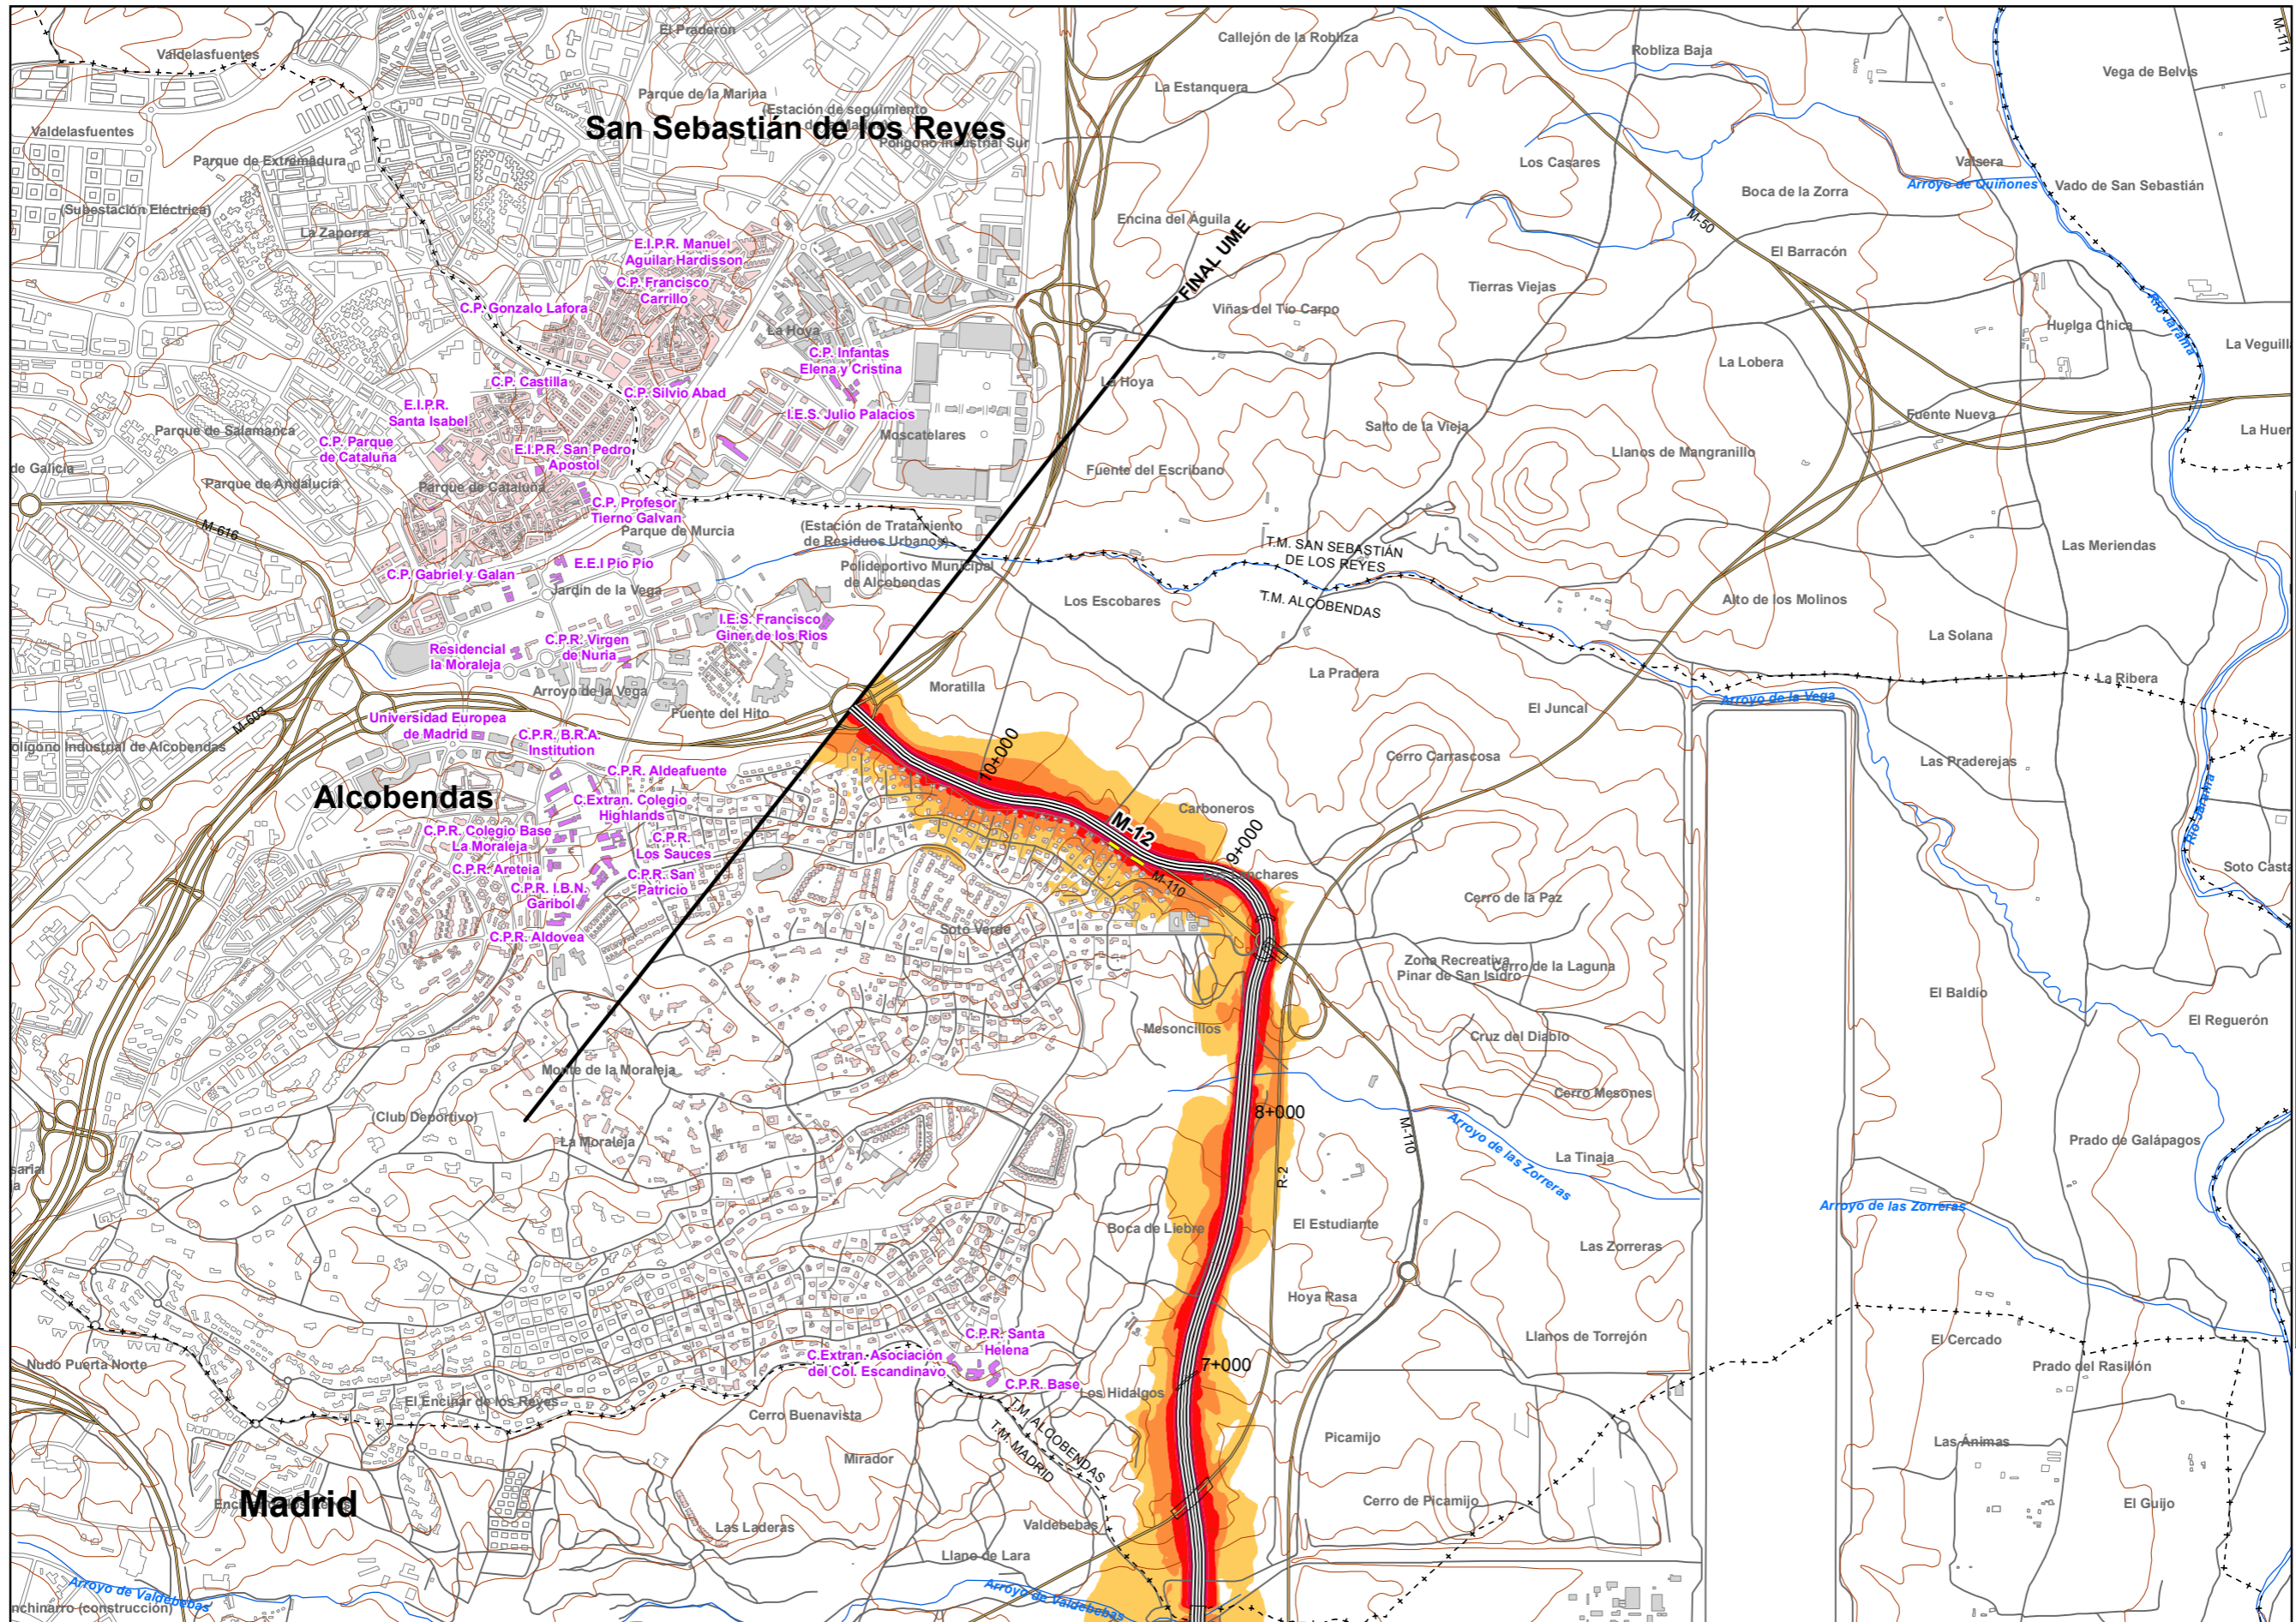 El Praderón
Callejón de la Robliza
M-111
Valdelasfuentes
Robliza Baja
Vega de Belvis
La Estanquera
Parque de la Marina
(Estación de seguimiento
San Sebastián de los Reyes
Polígono Industrial Sur
Valdelasfuentes
Parque de Extremadura
Los Casares
Valsera
Arroyo de Quiñones
Vado de San Sebastián
Boca de la Zorra
(Subestación Eléctrica)
La Zaporra
Encina del Águila
M-50
FINAL UME
El Barracón
E.I.P.R. Manuel
Aguilar Hardisson
C.P. Francisco
Carrillo
C.P. Gonzalo Lafora
Tierras Viejas
Viñas del Tío Carpo
Río Jarama
Huelga Chica
La Veguill
La Hoya
C.P. Infantas
Elena y Cristina
La Lobera
C.P. Castilla
La Hoya
C.P. Silvio Abad
E.I.P.R.
Santa Isabel
I.E.S. Julio Palacios
Fuente Nueva
La Huer
Parque de Salamanca
Moscatelares
Salto de la Vieja
C.P. Parque
de Cataluña
E.I.P.R. San Pedro
Apostol
Llanos de Mangranillo
de Galicia
Fuente del Escribano
Parque de Andalucía
Parque de Cataluña
C.P. Profesor
Tierno Galvan
M-616
Parque de Murcia
(Estación de Tratamiento
de Residuos Urbanos)
T.M. SAN SEBASTIÁN
DE LOS REYES
Las Meriendas
E.E.I Pio Pio
Polideportivo Municipal
de Alcobendas
C.P. Gabriel y Galan
Jardín de la Vega
Los Escobares
T.M. ALCOBENDAS
Alto de los Molinos
I.E.S. Francisco
Giner de los Rios
La Solana
C.P.R. Virgen
de Nuria
Residencial
la Moraleja
La Pradera
La Ribera
Moratilla
Arroyo de la Vega
Arroyo de la Vega
El Juncal
Fuente del Hito
M-603
Universidad Europea
de Madrid
C.P.R. B.R.A.
Institution
olígono Industrial de Alcobendas
10+000
Cerro Carrascosa
Las Praderejas
C.P.R. Aldeafuente
Alcobendas
C.Extran. Colegio
Highlands
Carboneros
Río Jarama
M-12
9+000
C.P.R. Colegio Base
La Moraleja
C.P.R.
Los Sauces
C.P.R. Areteia
C.P.R. San
Patricio
M-110
Soto Casta
C.P.R. I.B.N.
Garibol
Cerro de la Paz
C.P.R. Aldovea
Soto Verde
Zona Recreativa
Pinar de San Isidro
Cerro de la Laguna
El Baldío
Mesoncillos
Cruz del Diablo
El Reguerón
Monte de la Moraleja
Cerro Mesones
(Club Deportivo)
8+000
La Moraleja
M-110
Arroyo de las Zorreras
Prado de Galápagos
La Tinaja
sarial
a
R-2
Arroyo de las Zorreras
Boca de Liebre
El Estudiante
Las Zorreras
Hoya Rasa
C.P.R. Santa
Helena
Llanos de Torrejón
El Cercado
C.Extran. Asociación
del Col. Escandinavo
Nudo Puerta Norte
7+000
Prado del Rasillón
C.P.R. Base
Los Hidalgos
El Encinar de los Reyes
Cerro Buenavista
T.M. ALCOBENDAS
T.M. MADRID
Picamijo
Las Ánimas
Mirador
Madrid
Cerro de Picamijo
El Guijo
Las Laderas
Valdebebas
Llano de Lara
Arroyo de Valdebebas
Arroyo de Valdebebas
nchinarro (construcción)